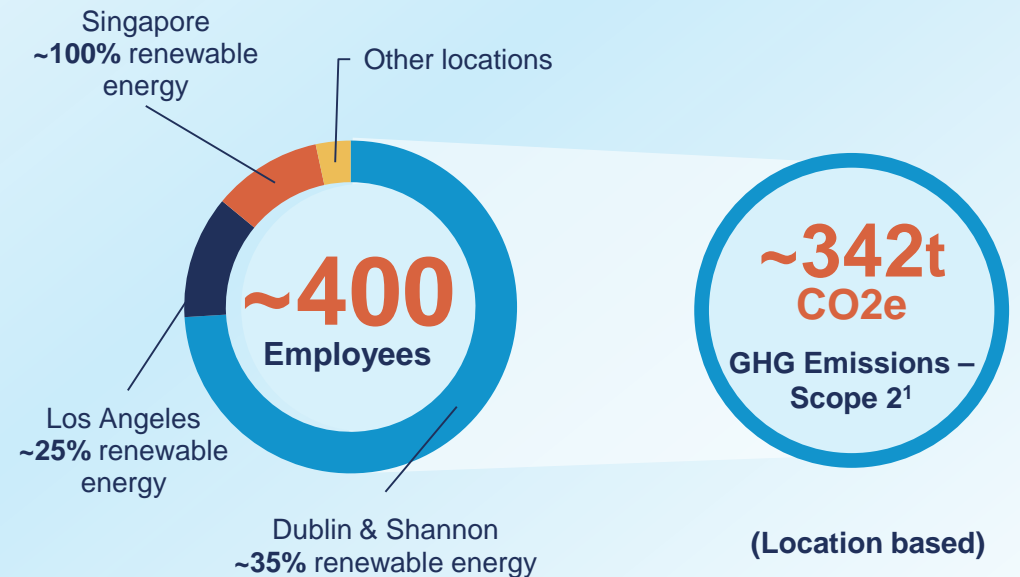 Singapore
~100% renewable
energy
Other locations
~400
Employees
Los Angeles
~25% renewable
energy
Dublin & Shannon
~35% renewable energy
~342t
CO2e
GHG Emissions –
Scope 2¹
(Location based)